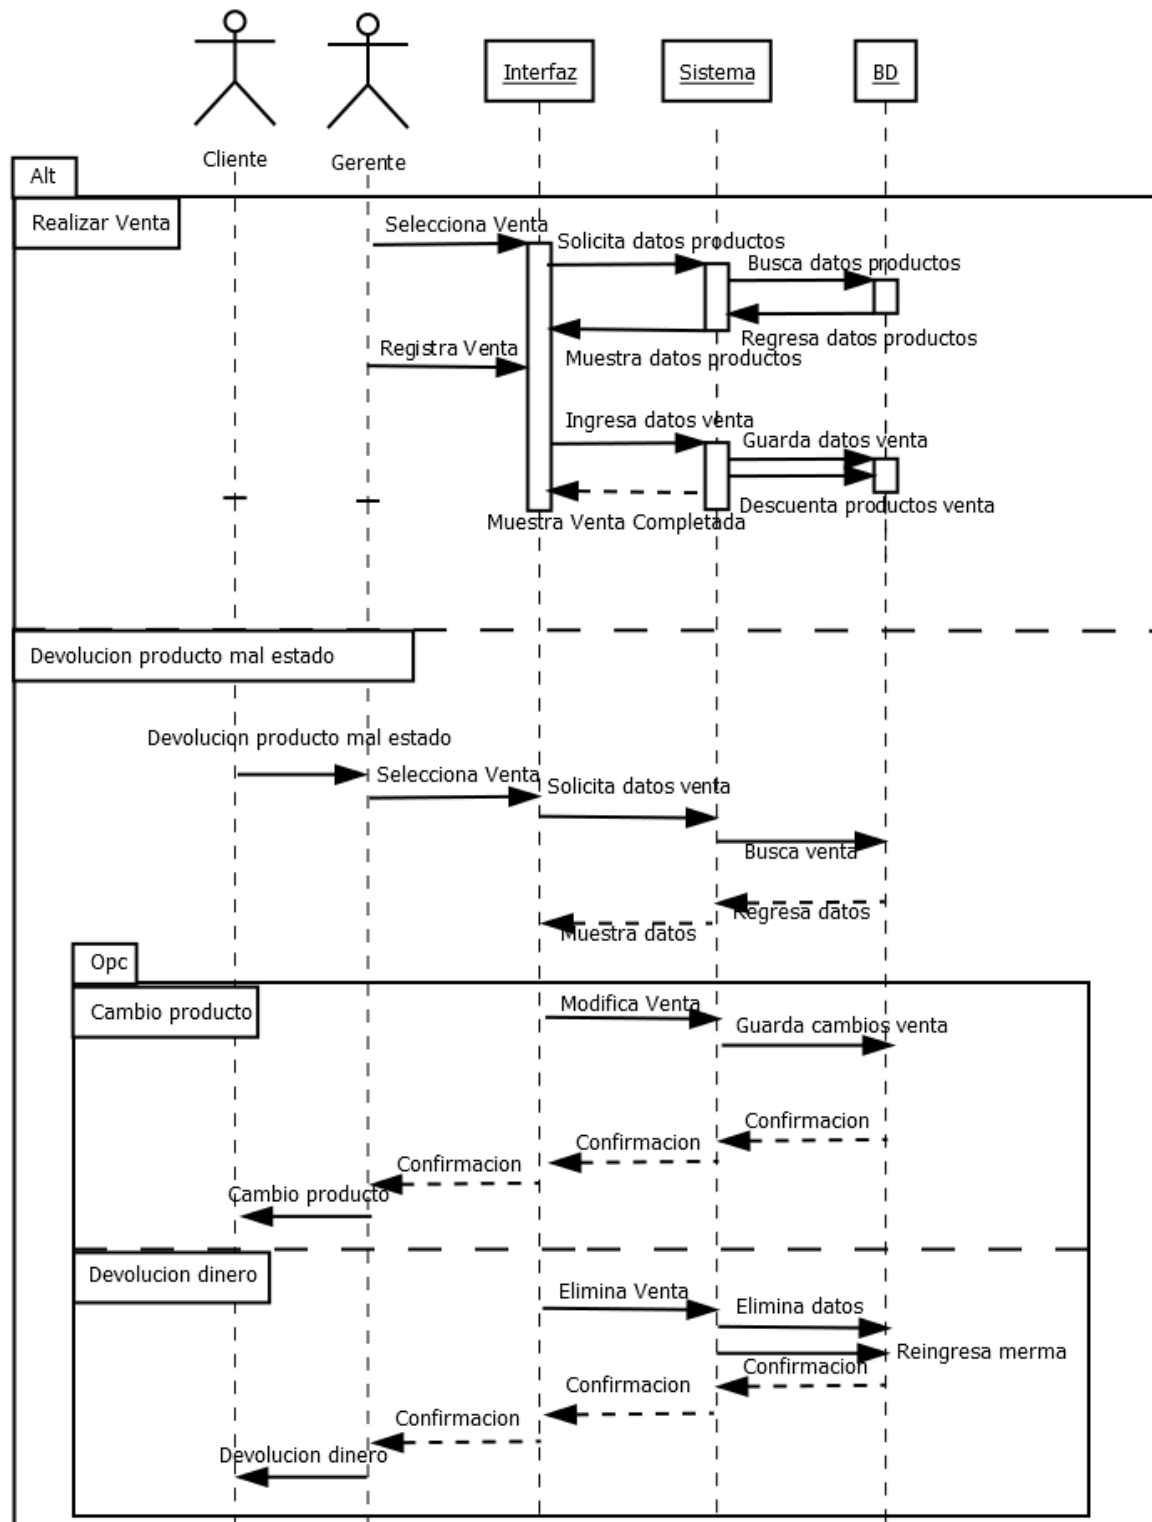 Interfaz
Sistema
BD
Cliente
Gerente
Alt
Realizar Venta
Selecciona Venta
Solicita datos productos
Busca datos productos
Regresa datos productos
Registra Venta
Muestra datos productos
Ingresa datos venta
Guarda datos venta
Descuenta productos venta
Muestra Venta Completada
Devolucion producto mal estado
Devolucion producto mal estado
Selecciona Venta
Solicita datos venta
Busca venta
Regresa datos
Muestra datos
Opc
Cambio producto
Modifica Venta
Guarda cambios venta
Confirmacion
Confirmacion
Confirmacion
Cambio producto
Devolucion dinero
Elimina Venta
Elimina datos
Reingresa merma
Confirmacion
Confirmacion
Confirmacion
Devolucion dinero